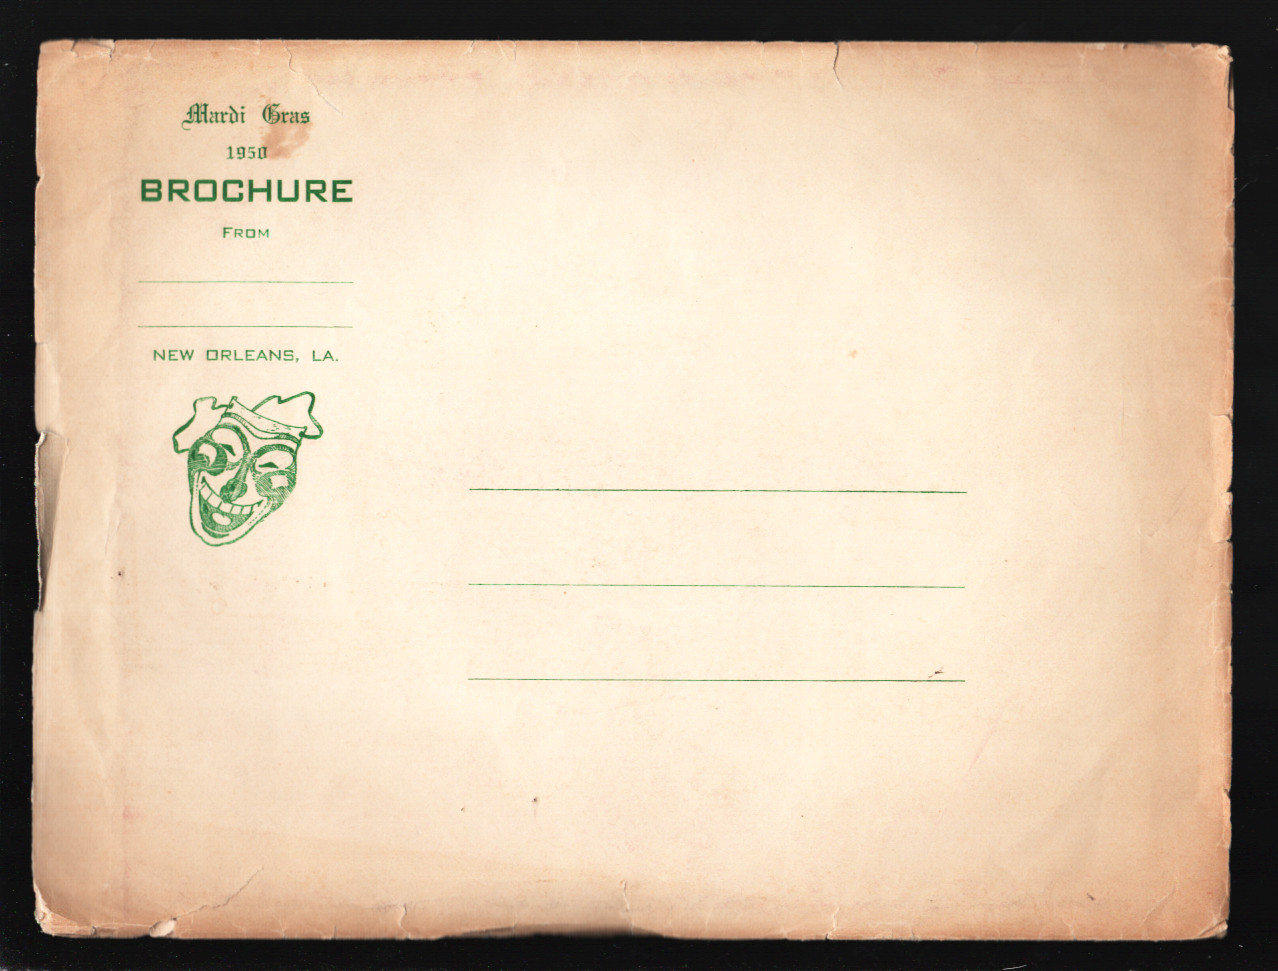 Mardi Gras
1950
BROCHURE
FROM
NEW ORLEANS, LA.